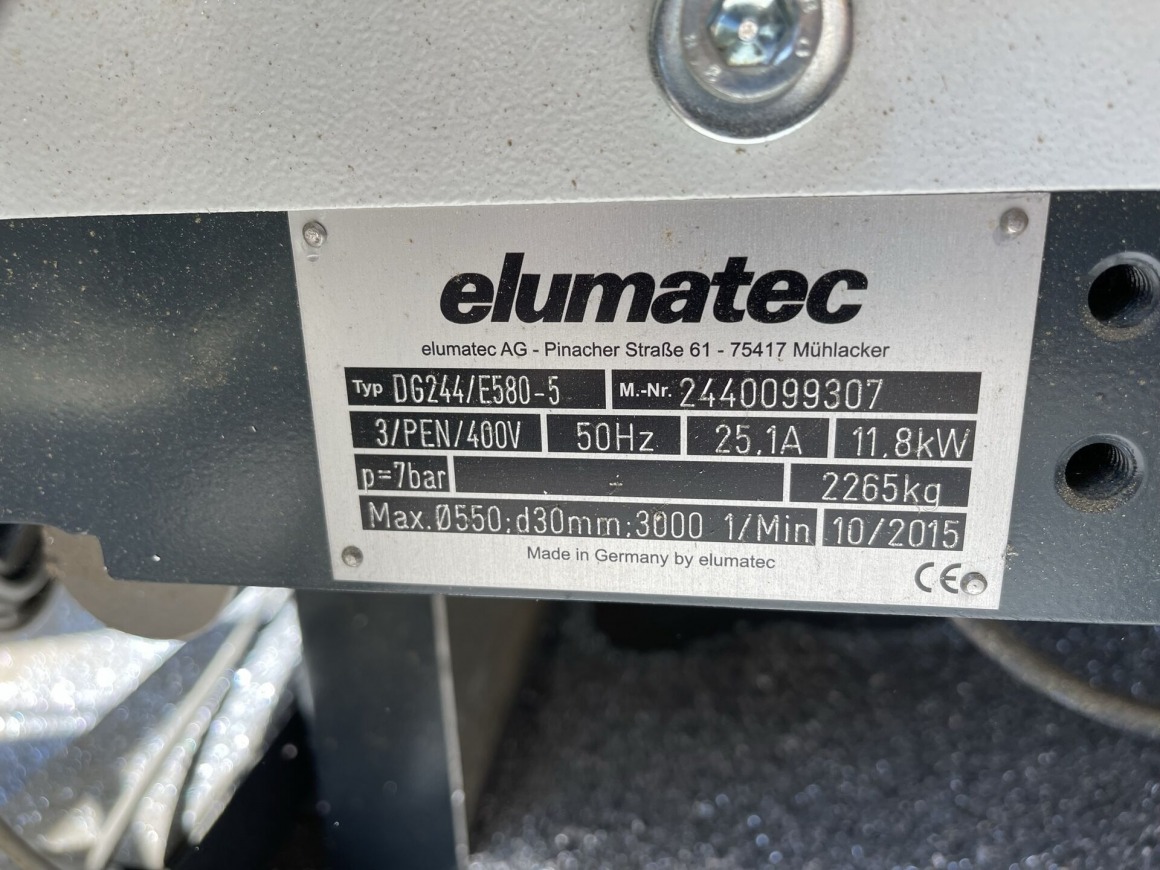 elumatec
elumatec AG - Pinacher Straße 61 - 75417 Mühlacker
Typ DG244/E580-5 M.-Nr. 2440099307
3/PEN/400V 50Hz 25.1A 11.8kW
p=7bar - 2265kg
Max.Ø550;d30mm;3000 1/Min 10/2015
Made in Germany by elumatec
CE